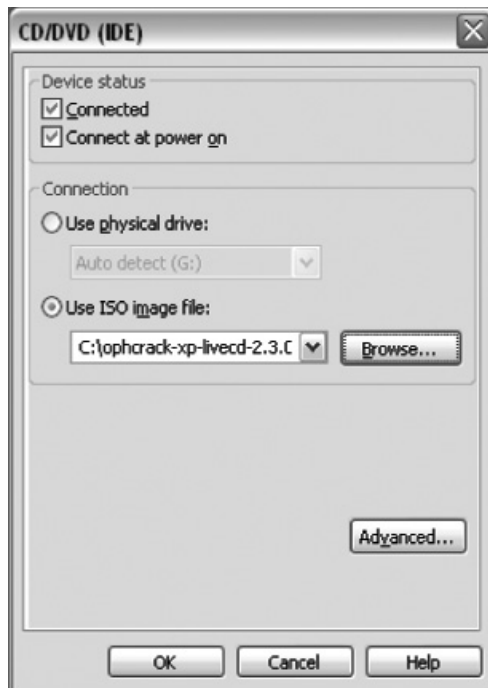 CD/DVD (IDE)
Device status
Connected
Connect at power on
Connection
Use physical drive:
Auto detect (G:)
Use ISO image file:
C:\ophcrack-xp-livecd-2.3.0
Browse...
Advanced...
OK Cancel Help